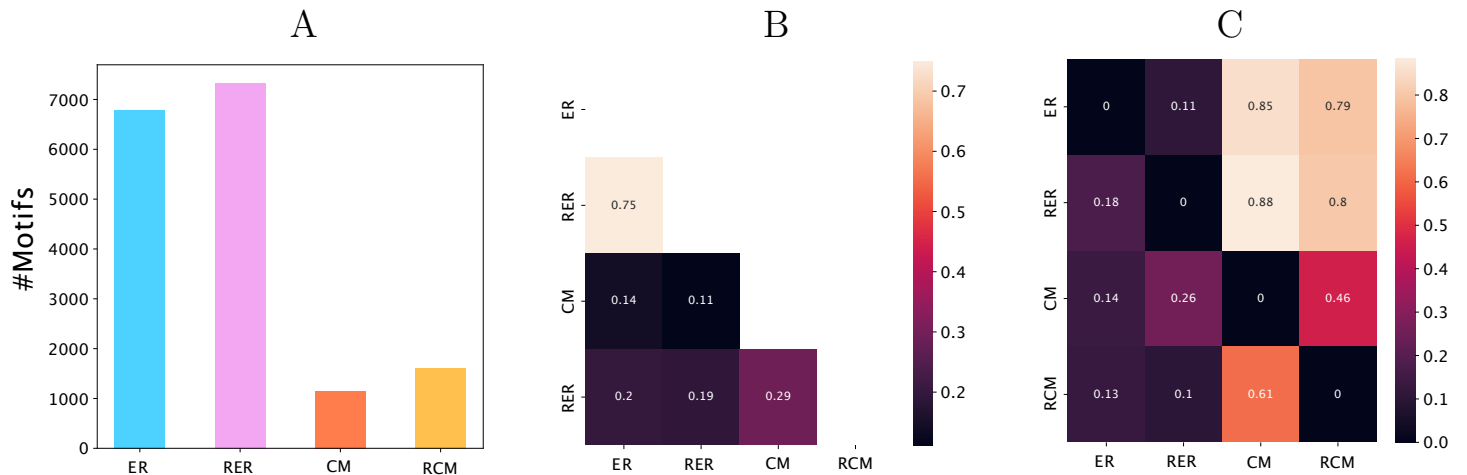 A
#Motifs
7000
6000
5000
4000
3000
2000
1000
0
ER RER CM RCM
B
ER
RER
CM
RER
0.75
0.14 0.11
0.2 0.19 0.29
ER RER CM RCM
0.7
0.6
0.5
0.4
0.3
0.2
C
ER
RER
CM
RCM
0 0.11 0.85 0.79
0.18 0 0.88 0.8
0.14 0.26 0 0.46
0.13 0.1 0.61 0
ER RER CM RCM
0.8
0.7
0.6
0.5
0.4
0.3
0.2
0.1
0.0